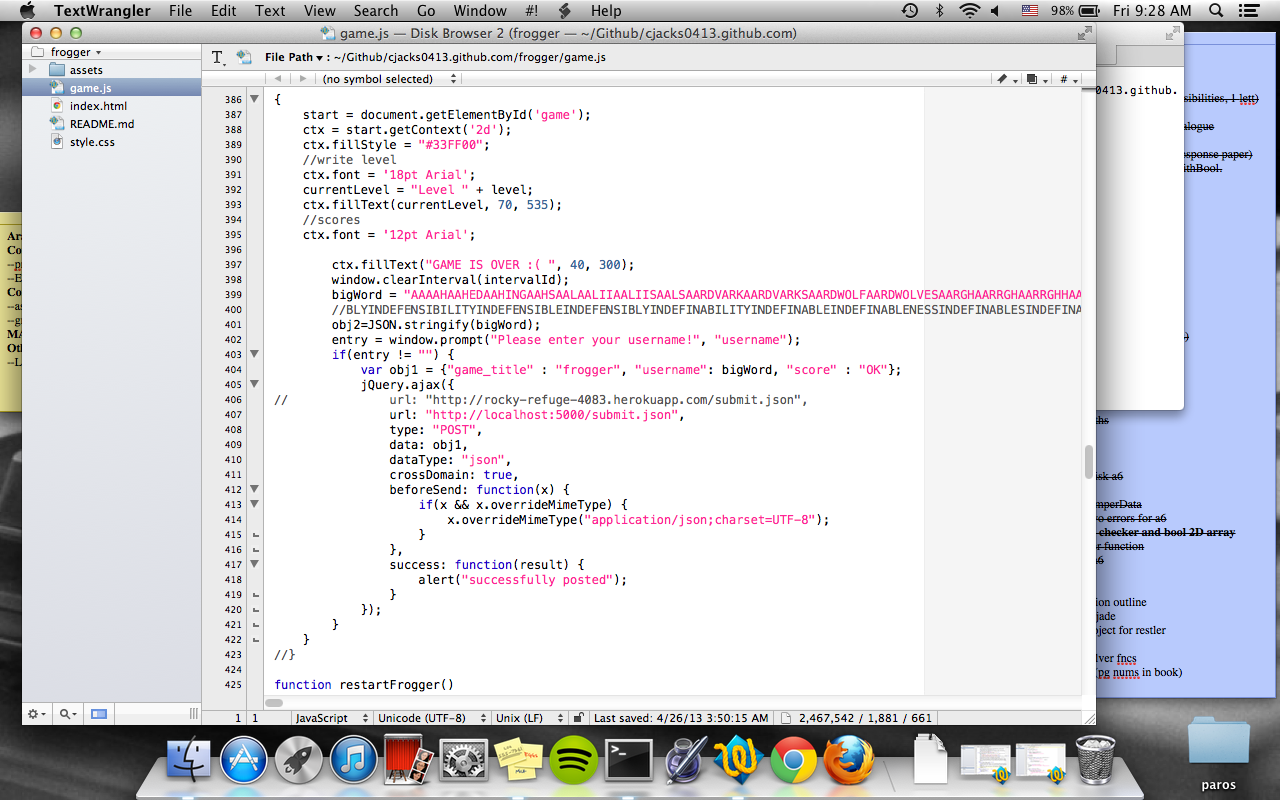 TextWrangler File Edit Text View Search Go Window #! Help 98% Fri 9:28 AM
game.js — Disk Browser 2 (frogger — ~/Github/cjacks0413.github.com)
frogger
assets
game.js
index.html
README.md
style.css
File Path ▾ : ~/Github/cjacks0413.github.com/frogger/game.js
(no symbol selected)
386 {
387 start = document.getElementById('game');
388 ctx = start.getContext('2d');
389 ctx.fillStyle = "#33FF00";
390 //write level
391 ctx.font = '18pt Arial';
392 currentLevel = "Level " + level;
393 ctx.fillText(currentLevel, 70, 535);
394 //scores
395 ctx.font = '12pt Arial';
396
397 ctx.fillText("GAME IS OVER :( ", 40, 300);
398 window.clearInterval(intervalId);
399 bigWord = "AAAAHAAHEDAAHINGAAHSAALAALIIAALIISAALSAARDVARKAARDVARKSAARDWOLFAARDWOLVESAARGHAARRGHAARRGHHAA
400 //BLYINDEFENSIBILITYINDEFENSIBLEINDEFENSIBLYINDEFINABILITYINDEFINABLEINDEFINABLENESSINDEFINABLESINDEFINA
401 obj2=JSON.stringify(bigWord);
402 entry = window.prompt("Please enter your username!", "username");
403 if(entry != "") {
404 var obj1 = {"game_title" : "frogger", "username": bigWord, "score" : "OK"};
405 jQuery.ajax({
406 // url: "http://rocky-refuge-4083.herokuapp.com/submit.json",
407 url: "http://localhost:5000/submit.json",
408 type: "POST",
409 data: obj1,
410 dataType: "json",
411 crossDomain: true,
412 beforeSend: function(x) {
413 if(x && x.overrideMimeType) {
414 x.overrideMimeType("application/json;charset=UTF-8");
415 }
416 },
417 success: function(result) {
418 alert("successfully posted");
419 }
420 });
421 }
422 }
423 //}
424
425 function restartFrogger()
1 1 JavaScript Unicode (UTF-8) Unix (LF) Last saved: 4/26/13 3:50:15 AM 2,467,542 / 1,881 / 661
0413.github.
sibilities, 1 lett)
alogue
sponse paper)
ithBool.
Ar
Co
--E
Co
--as
MA
Ot
--L
isk a6
mperData
o errors for a6
checker and bool 2D array
r function
ion outline
jade
ject for restler
lver fncs
(pg nums in book)
paros